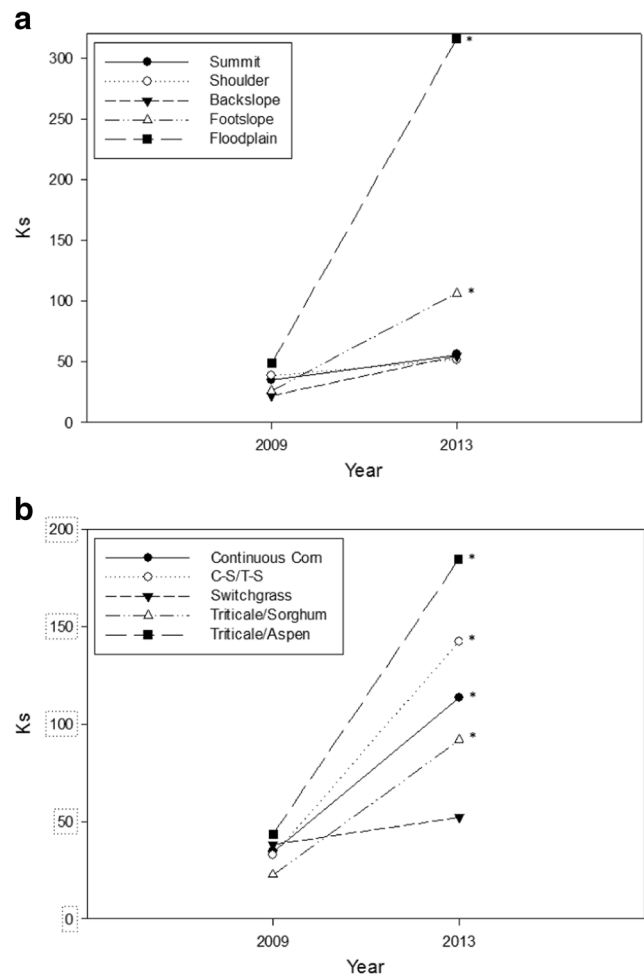 a
Ks
300
250
200
150
100
50
0
Summit
Shoulder
Backslope
Footslope
Floodplain
*
*
2009 2013
Year
b
Ks
200
150
100
50
0
Continuous Corn
C-S/T-S
Switchgrass
Triticale/Sorghum
Triticale/Aspen
*
*
*
*
2009 2013
Year